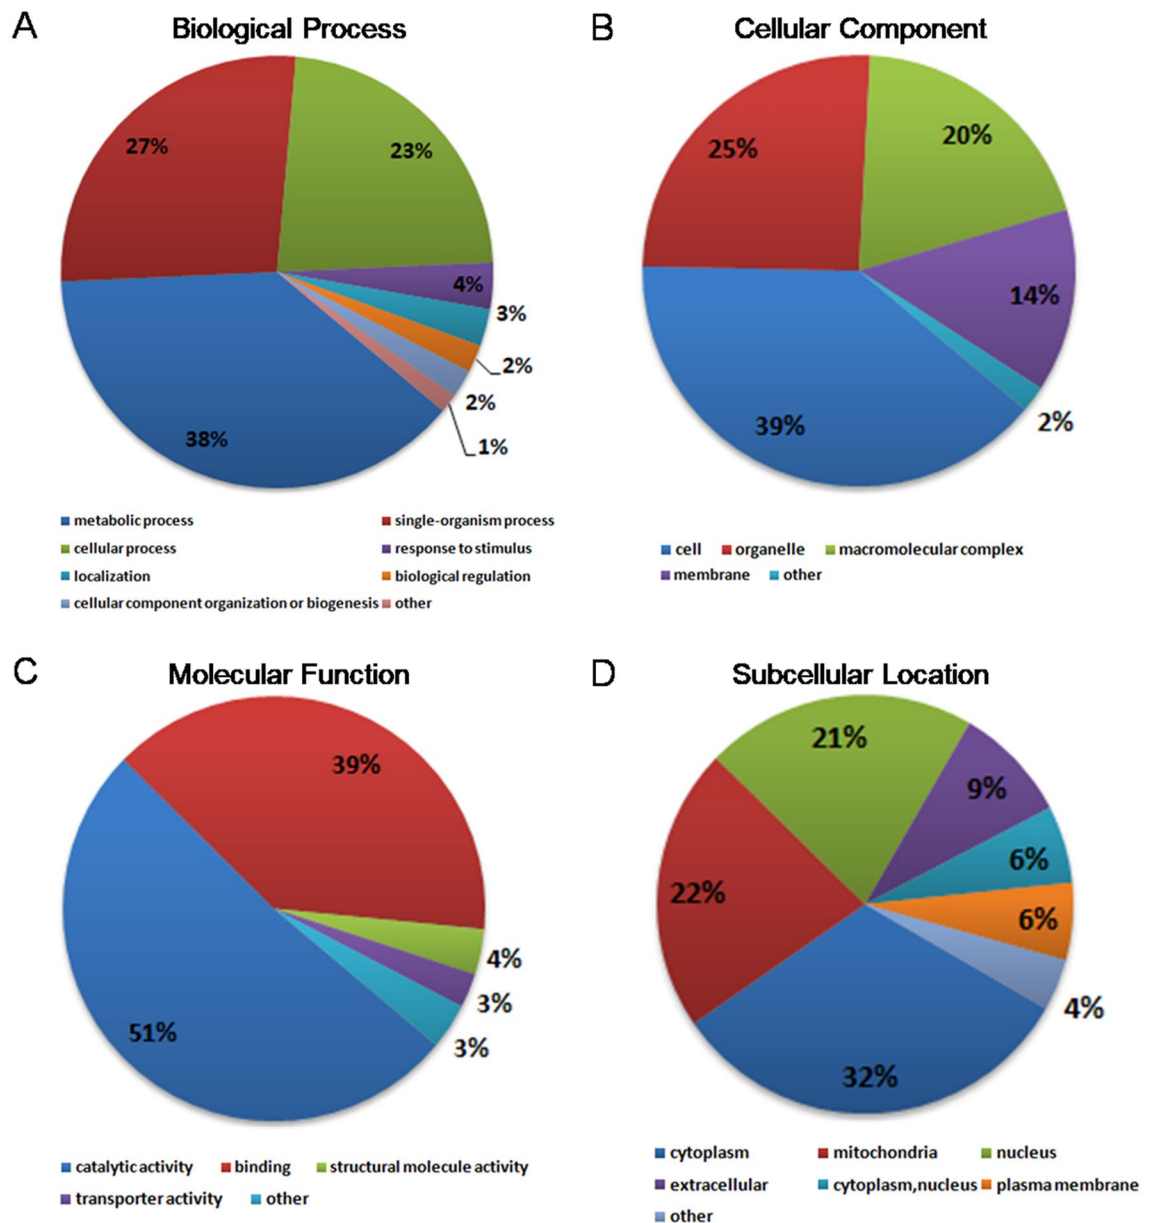 A
Biological Process
27%
23%
4%
3%
2%
2%
1%
38%
metabolic process
single-organism process
cellular process
response to stimulus
localization
biological regulation
cellular component organization or biogenesis
other
B
Cellular Component
25%
20%
14%
2%
39%
cell
organelle
macromolecular complex
membrane
other
C
Molecular Function
39%
4%
3%
3%
51%
catalytic activity
binding
structural molecule activity
transporter activity
other
D
Subcellular Location
21%
9%
6%
6%
4%
22%
32%
cytoplasm
mitochondria
nucleus
extracellular
cytoplasm,nucleus
plasma membrane
other